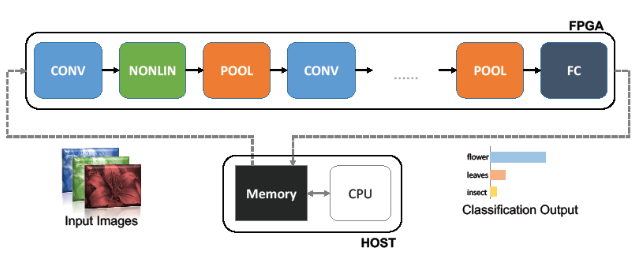 FPGA
CONV
NONLIN
POOL
CONV
......
POOL
FC
Input Images
Memory
CPU
HOST
flower
leaves
insect
Classification Output